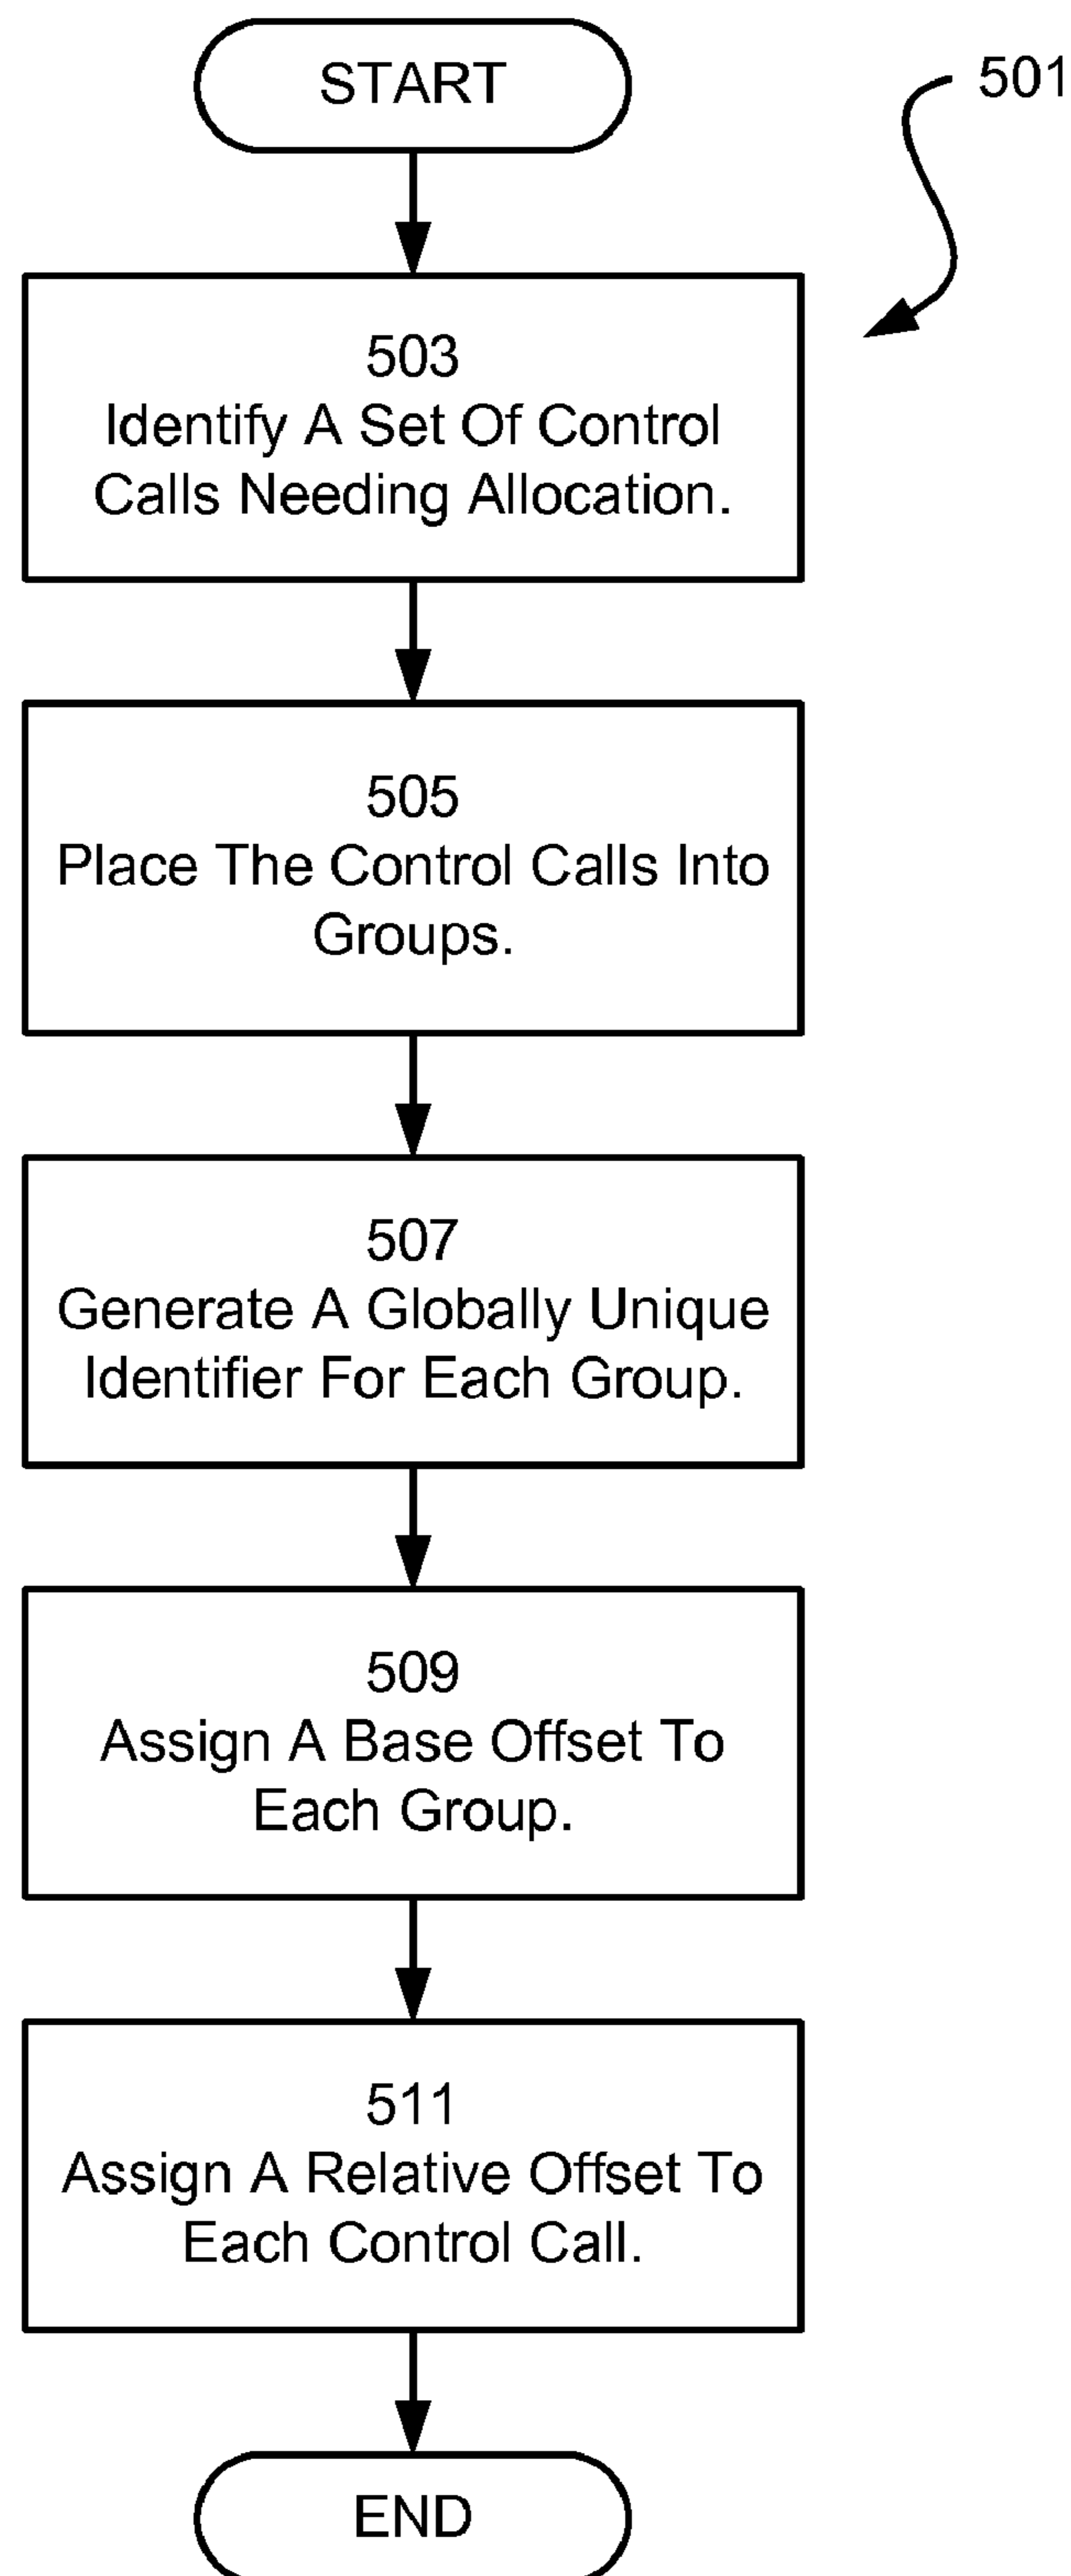 START
501
503
Identify A Set Of Control
Calls Needing Allocation.
505
Place The Control Calls Into
Groups.
507
Generate A Globally Unique
Identifier For Each Group.
509
Assign A Base Offset To
Each Group.
511
Assign A Relative Offset To
Each Control Call.
END